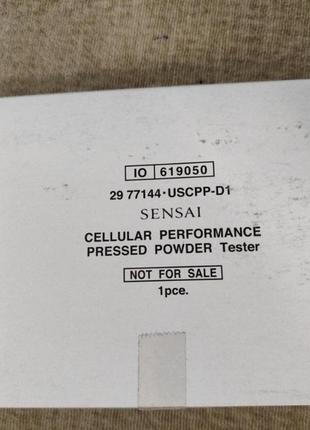 IO 619050
29 77144・USCPP-D1
SENSAI
CELLULAR PERFORMANCE
PRESSED POWDER Tester
NOT FOR SALE
1pce.